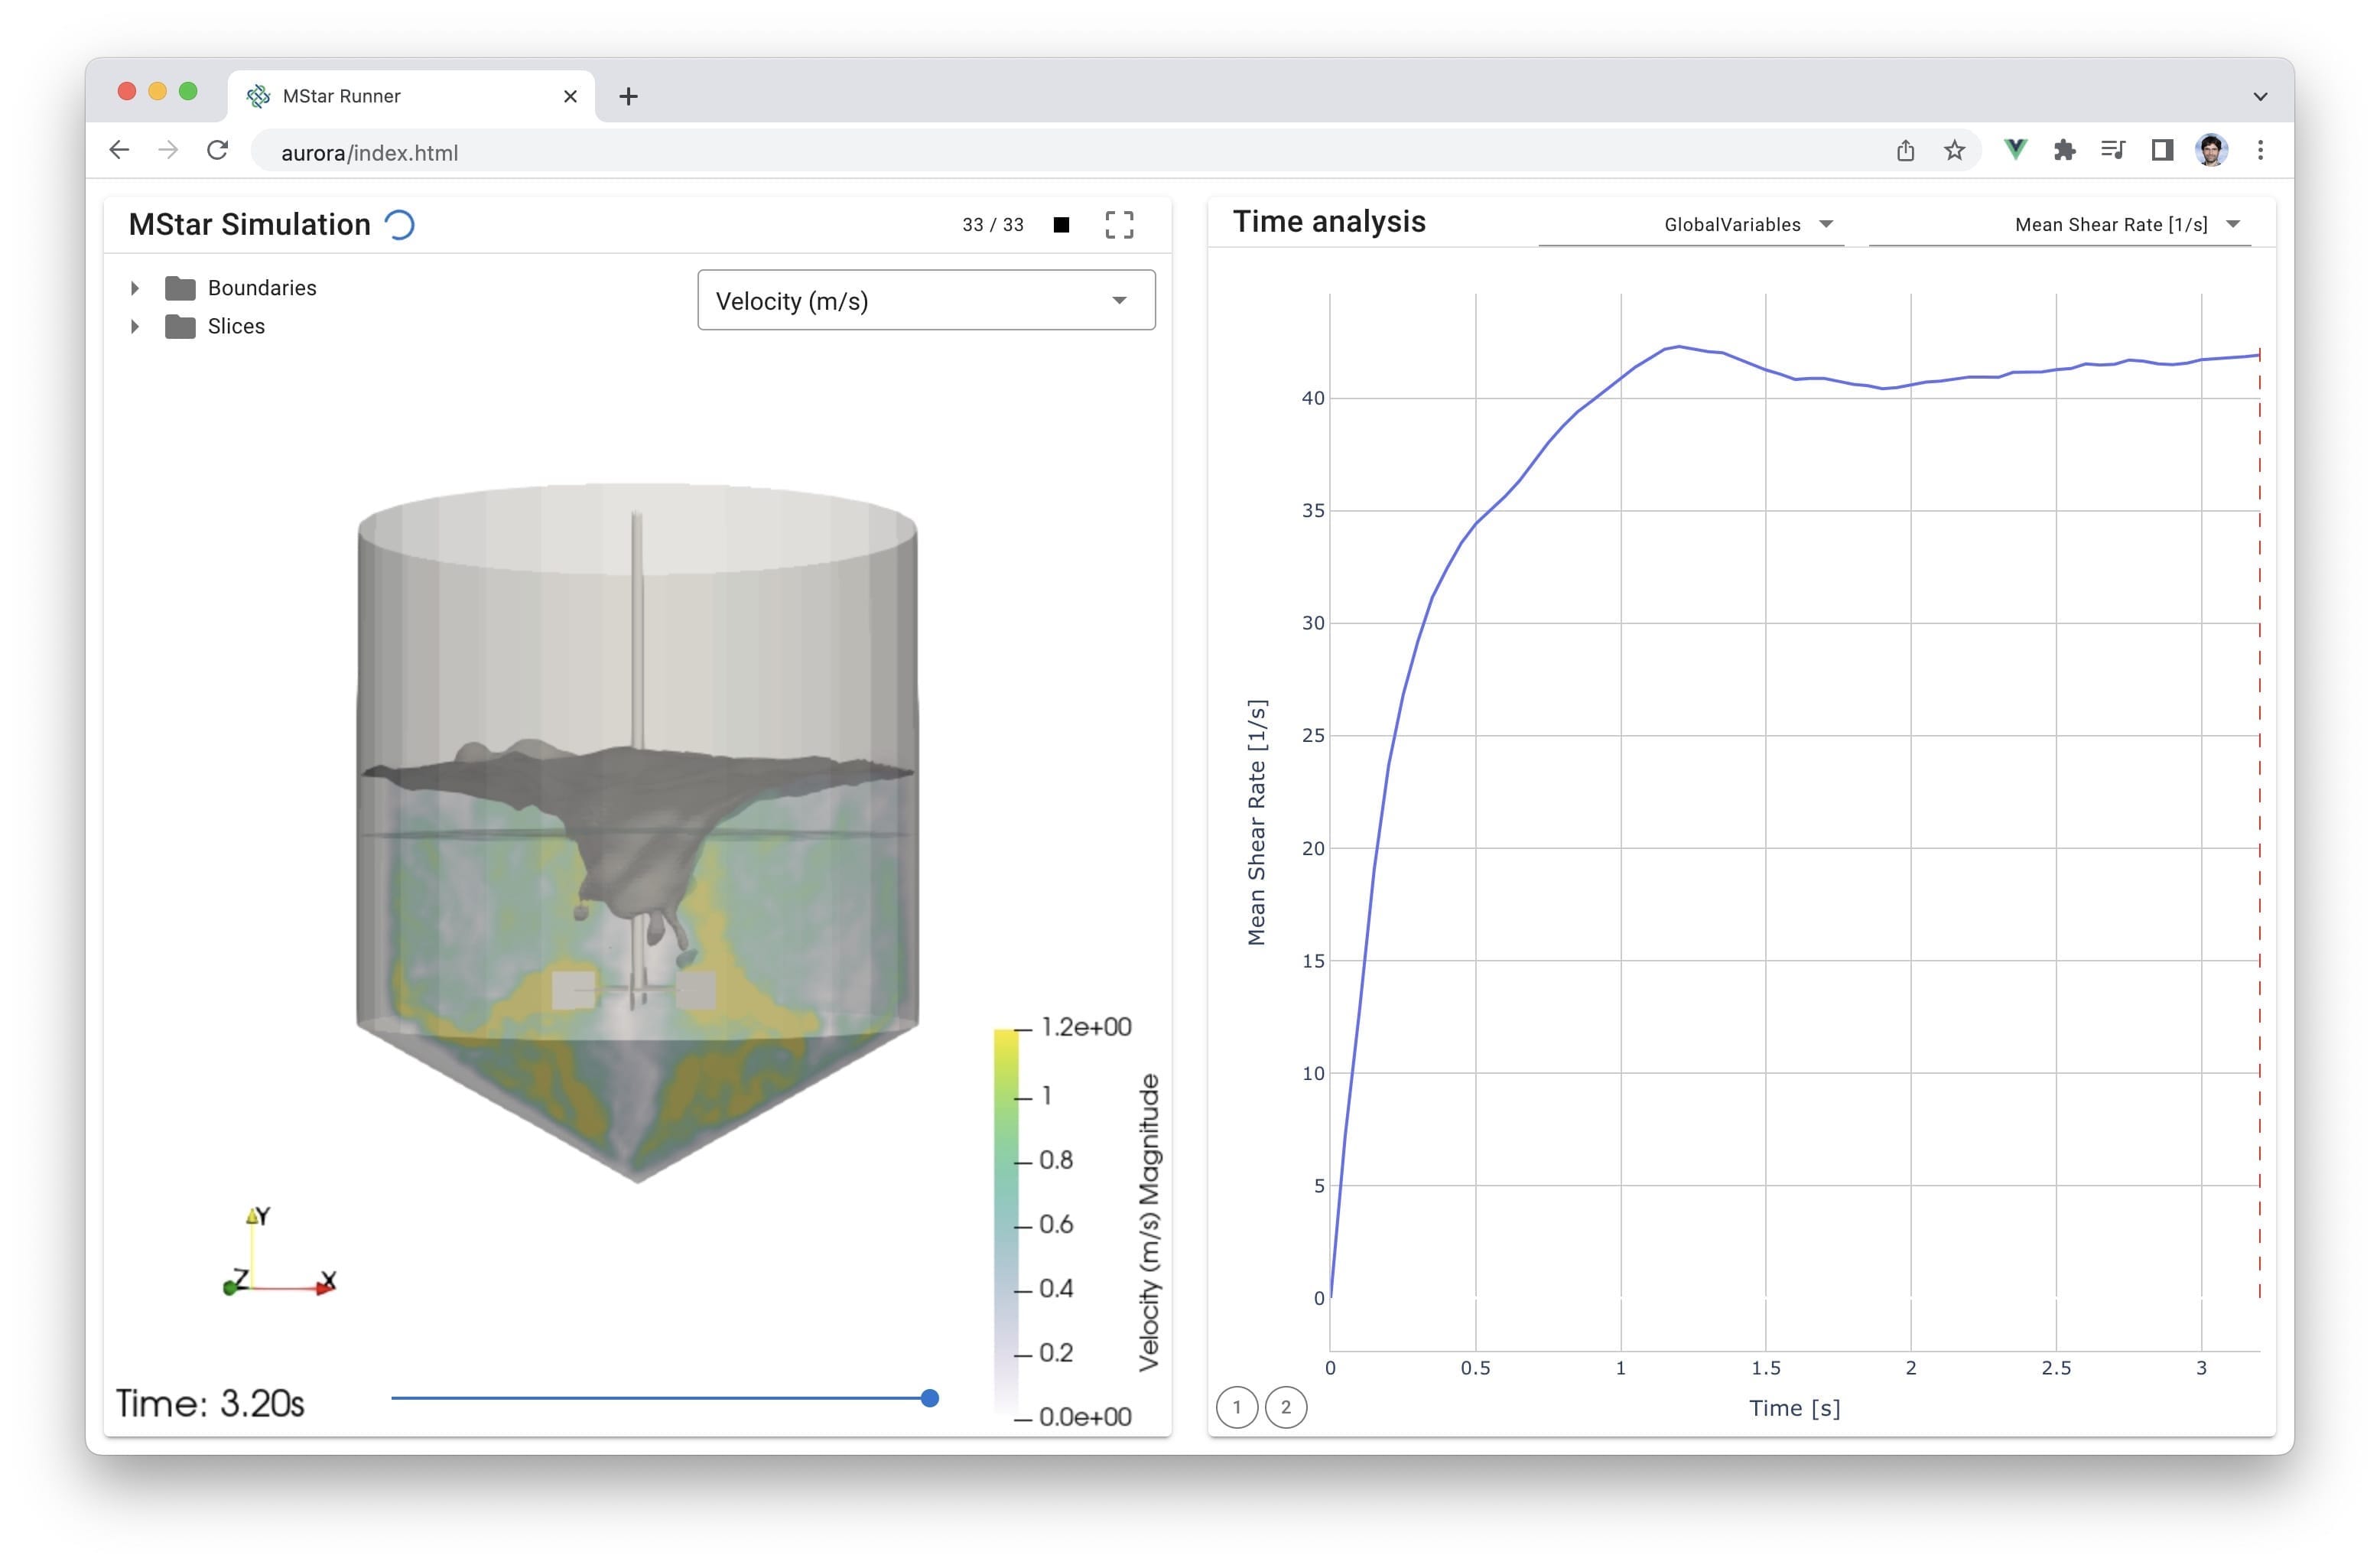 MStar Runner
aurora/index.html
MStar Simulation
33 / 33
Boundaries
Slices
Velocity (m/s)
Y
Z
X
1.2e+00
1
0.8
0.6
0.4
0.2
0.0e+00
Velocity (m/s) Magnitude
Time: 3.20s
Time analysis
GlobalVariables
Mean Shear Rate [1/s]
40
35
30
25
20
15
10
5
0
Mean Shear Rate [1/s]
0 0.5 1 1.5 2 2.5 3
Time [s]
1 2